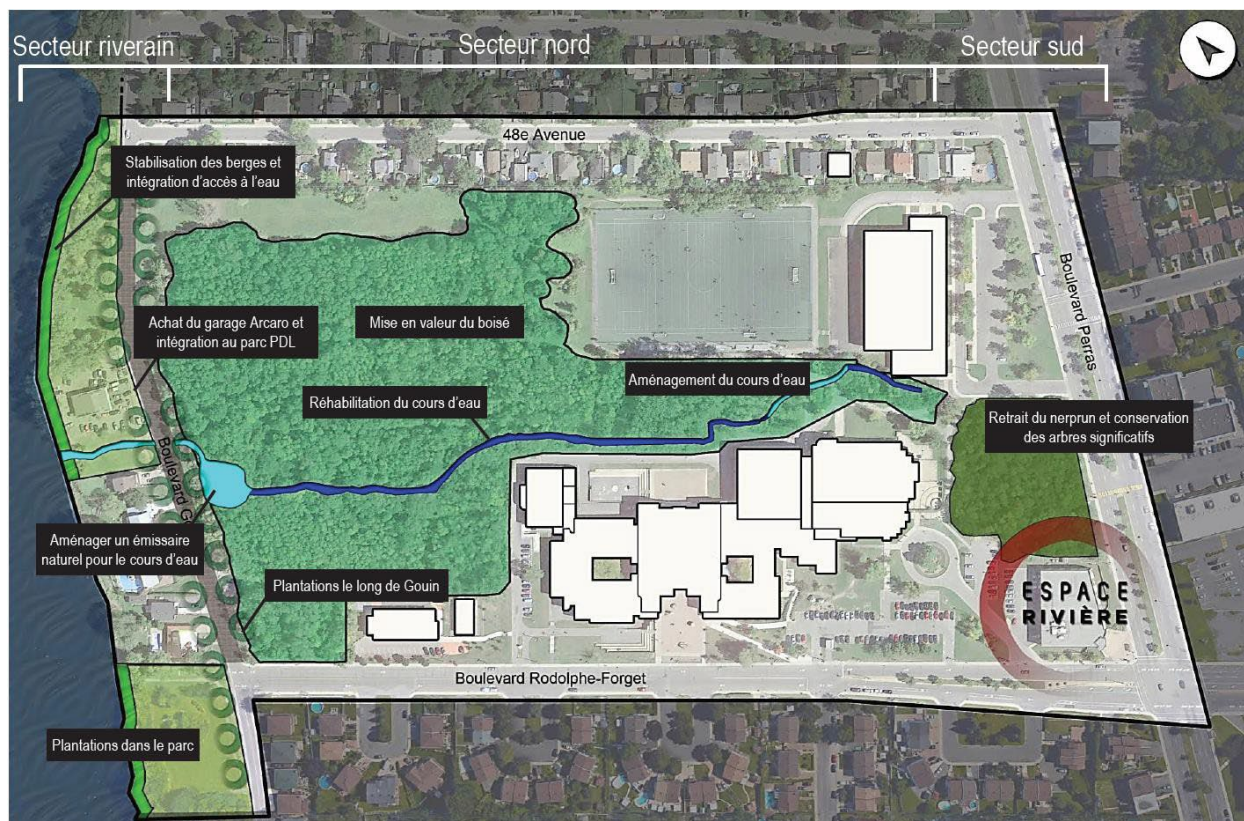 Secteur riverain
Secteur nord
Secteur sud
48e Avenue
Stabilisation des berges et
intégration d'accès à l'eau
Boulevard Perras
Achat du garage Arcaro et
intégration au parc PDL
Mise en valeur du boisé
Aménagement du cours d'eau
Réhabilitation du cours d'eau
Retrait du nerprun et conservation
des arbres significatifs
Boulevard
Aménager un émissaire
naturel pour le cours d'eau
Plantations le long de Gouin
ESPACE
RIVIÈRE
Boulevard Rodolphe-Forget
Plantations dans le parc